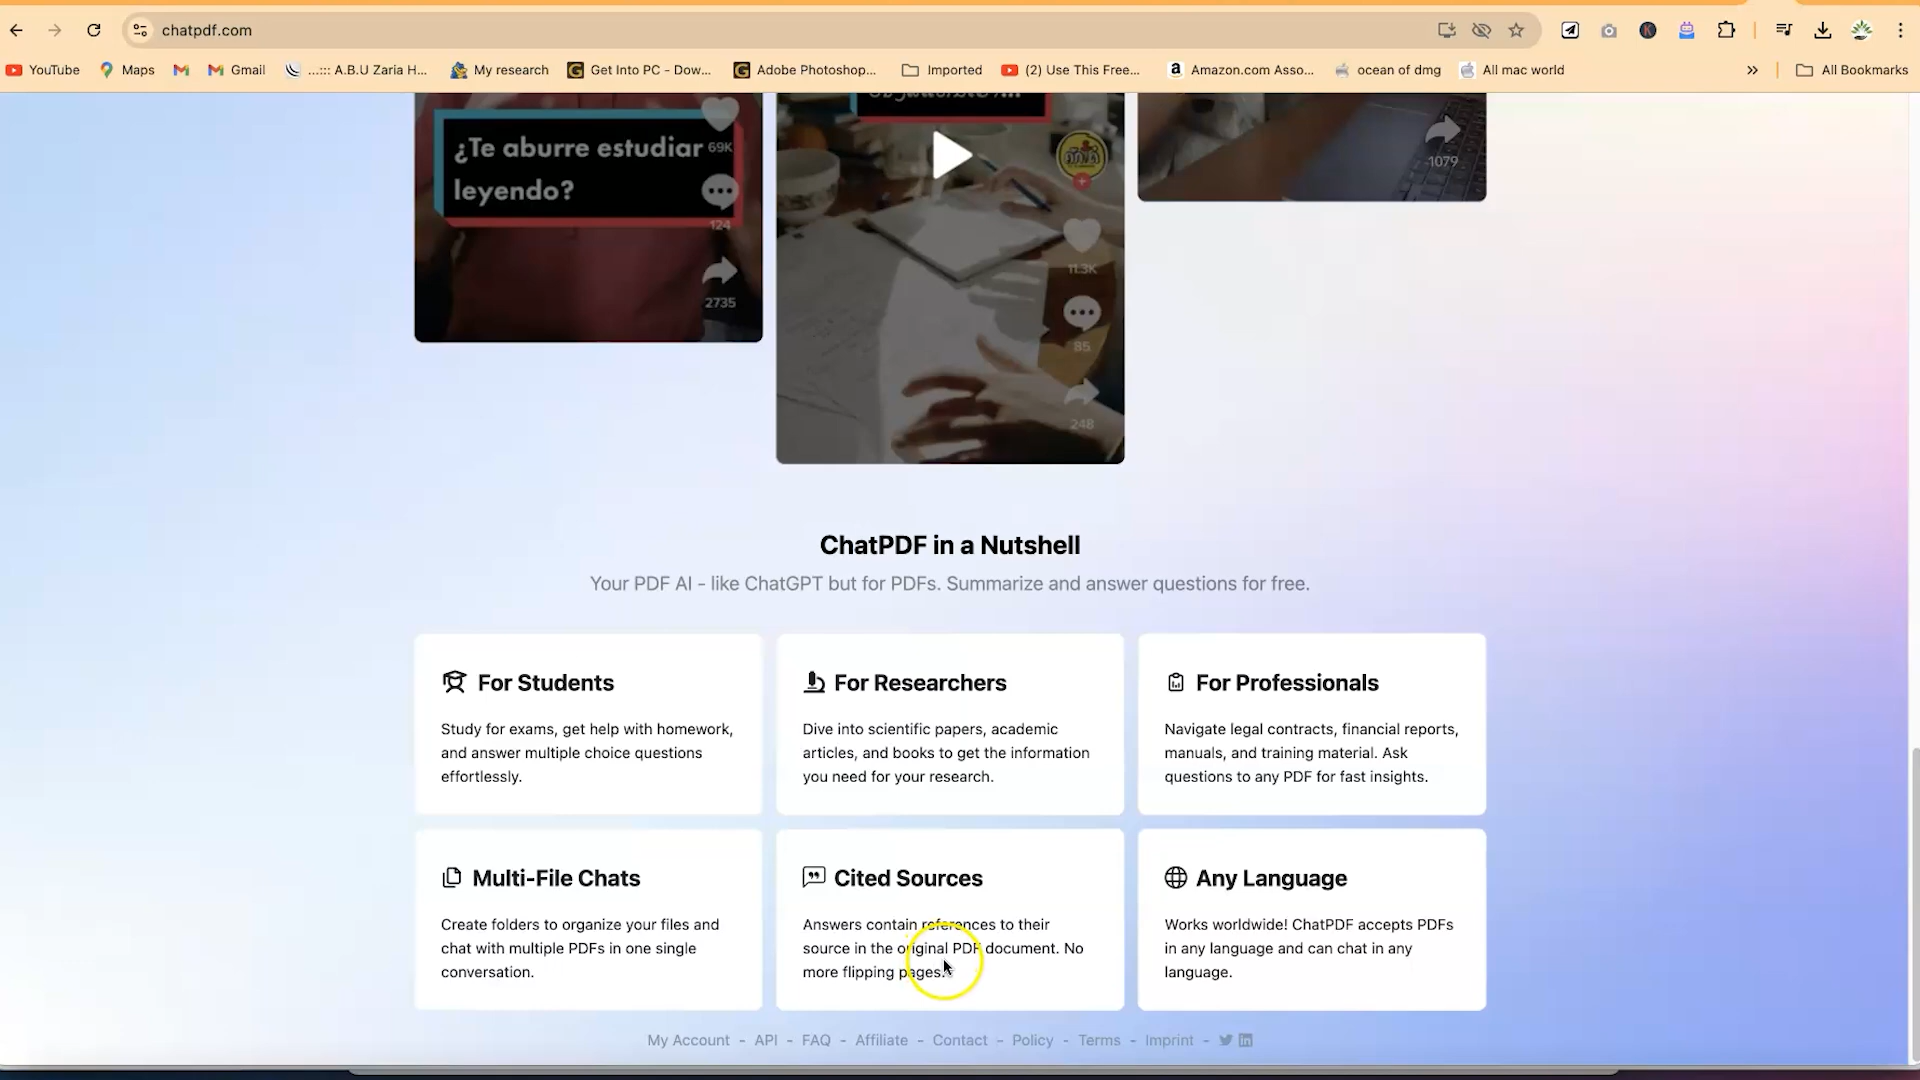 chatpdf.com
YouTube
Maps
Gmail
...::: A.B.U Zaria H...
My research
Get Into PC - Dow...
Adobe Photoshop...
Imported
(2) Use This Free...
Amazon.com Asso...
ocean of dmg
All mac world
All Bookmarks
¿Te aburre estudiar
leyendo?
69K
124
2735
11.3K
85
248
1079
ChatPDF in a Nutshell
Your PDF AI - like ChatGPT but for PDFs. Summarize and answer questions for free.
For Students
Study for exams, get help with homework,
and answer multiple choice questions
effortlessly.
For Researchers
Dive into scientific papers, academic
articles, and books to get the information
you need for your research.
For Professionals
Navigate legal contracts, financial reports,
manuals, and training material. Ask
questions to any PDF for fast insights.
Multi-File Chats
Create folders to organize your files and
chat with multiple PDFs in one single
conversation.
Cited Sources
Answers contain references to their
source in the original PDF document. No
more flipping pages.
Any Language
Works worldwide! ChatPDF accepts PDFs
in any language and can chat in any
language.
My Account - API - FAQ - Affiliate - Contact - Policy - Terms - Imprint -